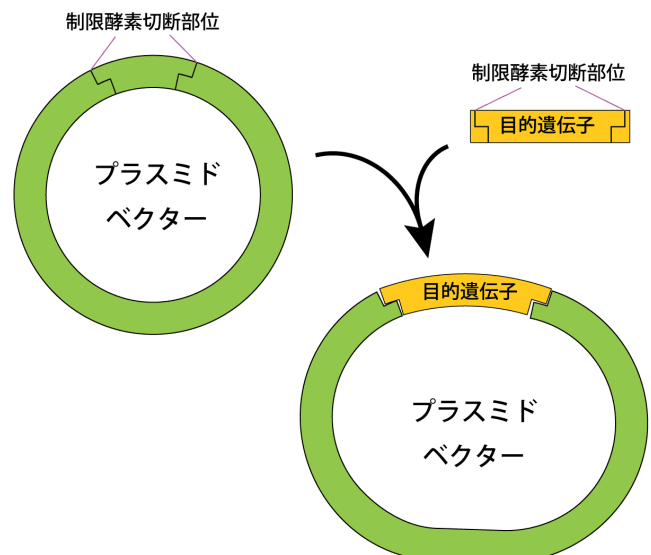 制限酵素切断部位
プラスミド
ベクター
制限酵素切断部位
目的遺伝子
目的遺伝子
プラスミド
ベクター